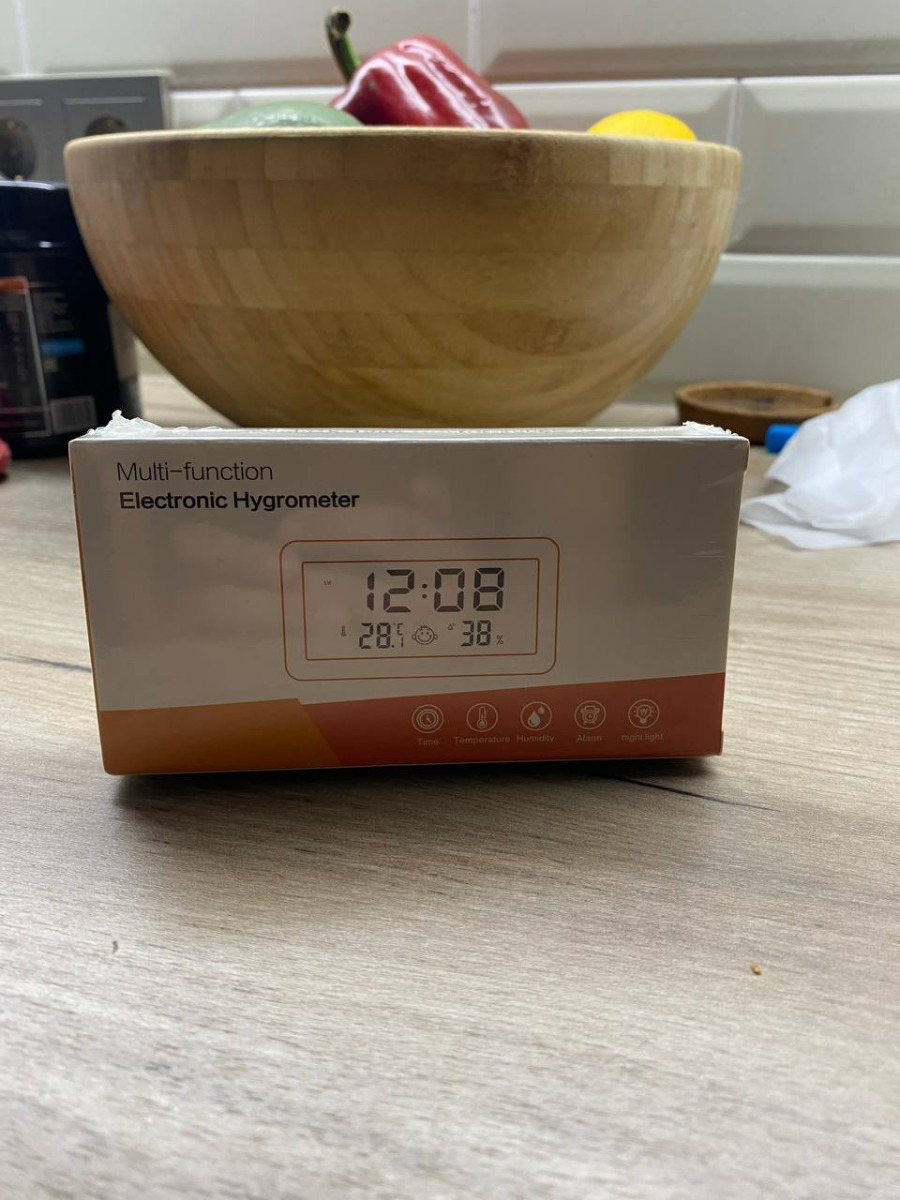 Multi-function
Electronic Hygrometer
12:08
28.1 °C 38 %
Time Temperature Humidity Alarm night light